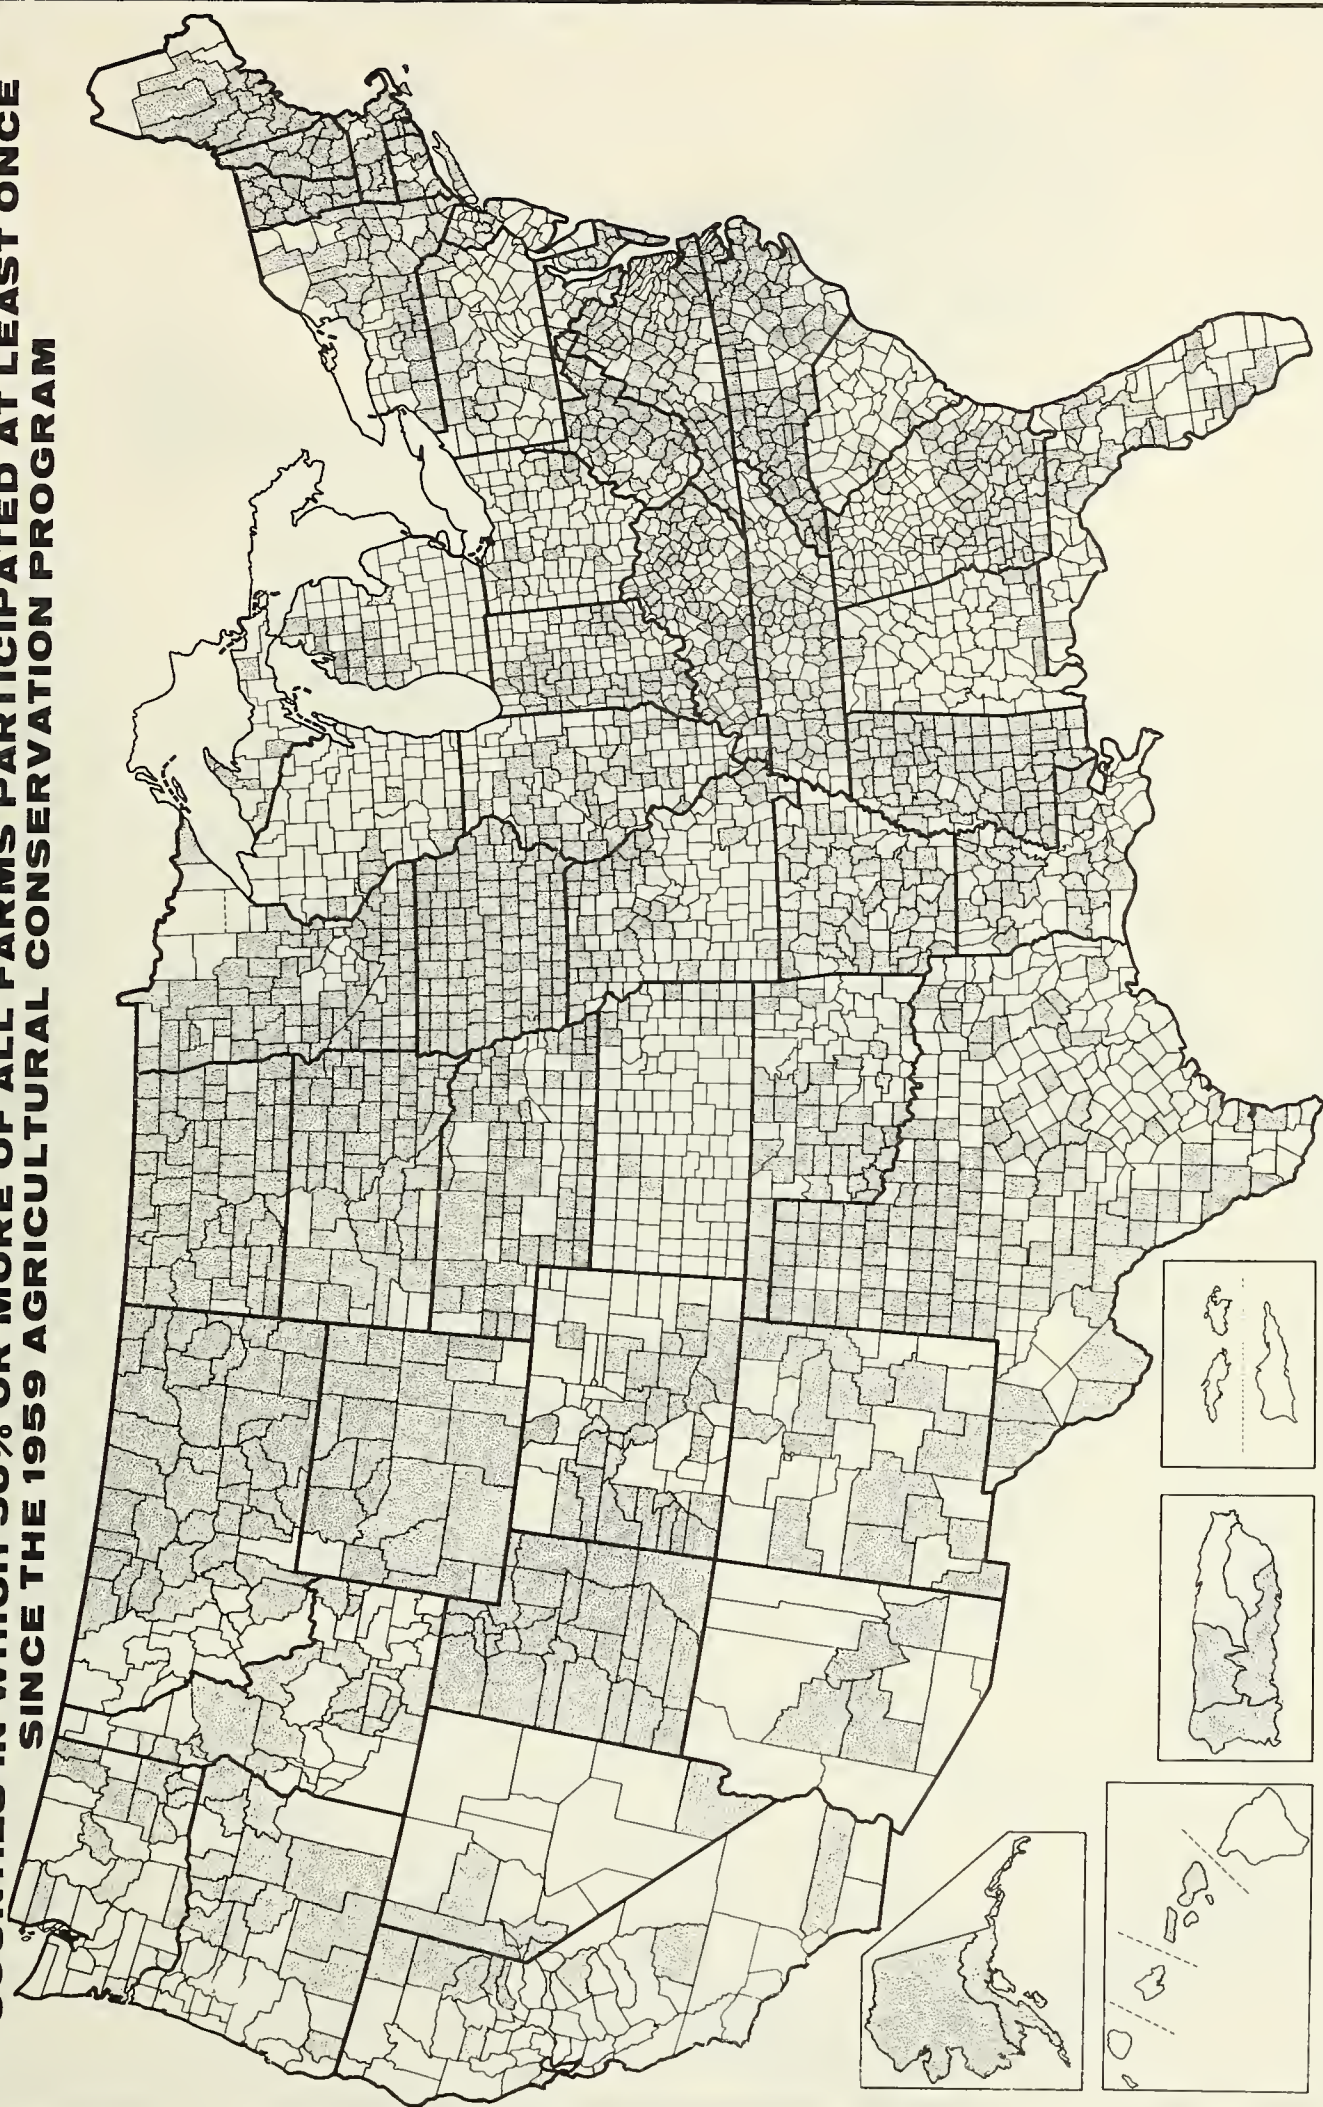 IN WHICH 50% OR MORE OF ALL FARMS PARTICIPATED AT LEAST ONCE
SINCE THE 1959 AGRICULTURAL CONSERVATION PROGRAM